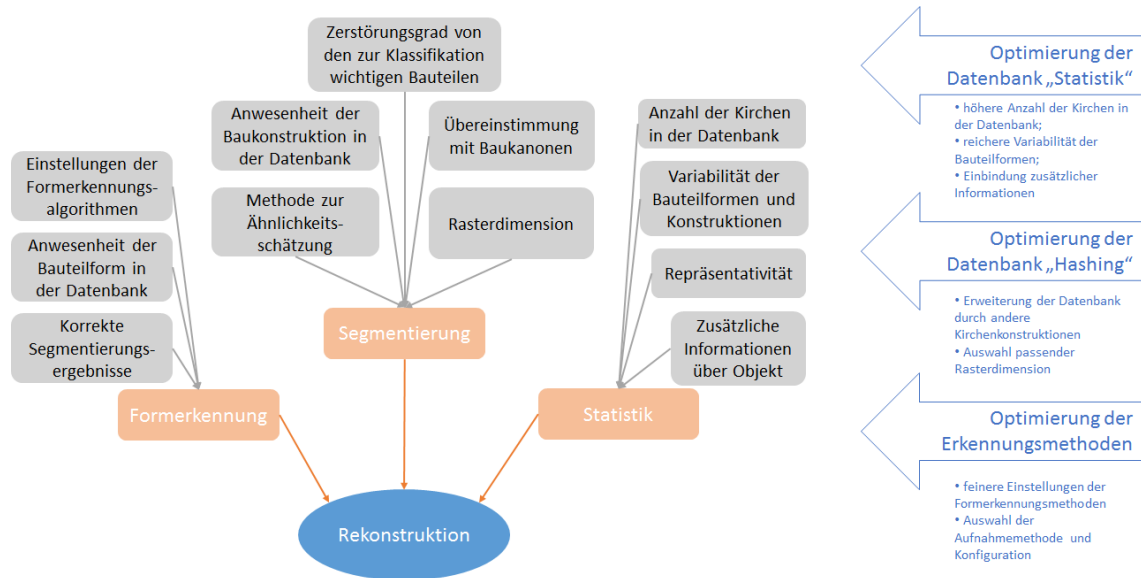 Zerstörungsgrad von
den zur Klassifikation
wichtigen Bauteilen
Anwesenheit der
Baukonstruktion in
der Datenbank
Übereinstimmung
mit Baukanonen
Anzahl der Kirchen
in der Datenbank
Einstellungen der
Formerkennungs-
algorithmen
Methode zur
Ähnlichkeits-
schätzung
Rasterdimension
Variabilität der
Bauteilformen und
Konstruktionen
Anwesenheit der
Bauteilform in
der Datenbank
Repräsentativität
Korrekte
Segmentierungs-
ergebnisse
Segmentierung
Zusätzliche
Informationen
über Objekt
Formerkennung
Statistik
Rekonstruktion
Optimierung der
Datenbank „Statistik“
• höhere Anzahl der Kirchen in
der Datenbank;
• reichere Variabilität der
Bauteilformen;
• Einbindung zusätzlicher
Informationen
Optimierung der
Datenbank „Hashing“
• Erweiterung der Datenbank
durch andere
Kirchenkonstruktionen
• Auswahl passender
Rasterdimension
Optimierung der
Erkennungsmethoden
• feinere Einstellungen der
Formerkennungsmethoden
• Auswahl der
Aufnahmemethode und
Konfiguration